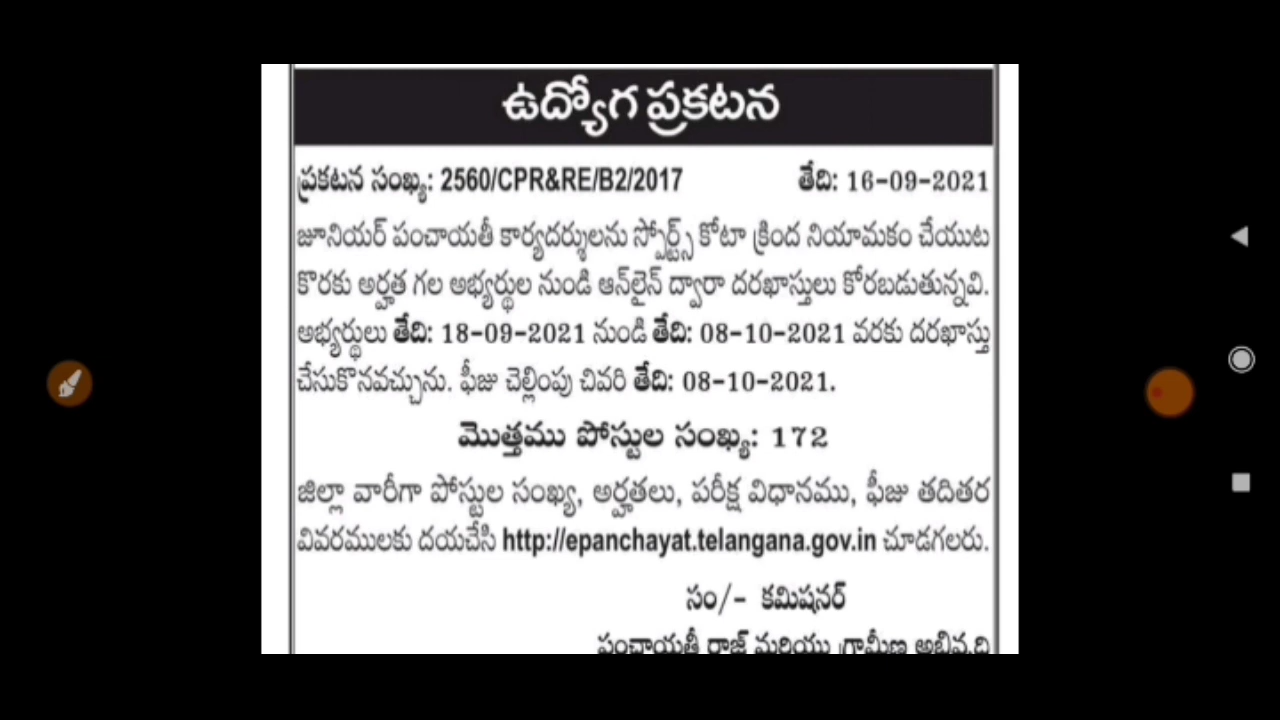 ఉద్యోగ ప్రకటన
ప్రకటన సంఖ్య: 2560/CPR&RE/B2/2017 తేది: 16-09-2021
జూనియర్ పంచాయతీ కార్యదర్శులను స్పోర్ట్స్ కోటా క్రింద నియామకం చేయుట
కొరకు అర్హత గల అభ్యర్థుల నుండి ఆన్‌లైన్ ద్వారా దరఖాస్తులు కోరబడుతున్నవి.
అభ్యర్థులు తేది: 18-09-2021 నుండి తేది: 08-10-2021 వరకు దరఖాస్తు
చేసుకొనవచ్చును. ఫీజు చెల్లింపు చివరి తేది: 08-10-2021.
మొత్తము పోస్టుల సంఖ్య: 172
జిల్లా వారీగా పోస్టుల సంఖ్య, అర్హతలు, పరీక్ష విధానము, ఫీజు తదితర
వివరములకు దయచేసి http://epanchayat.telangana.gov.in చూడగలరు.
సం/- కమిషనర్
పంచాయతీ రాజ్ మరియు గ్రామీణ